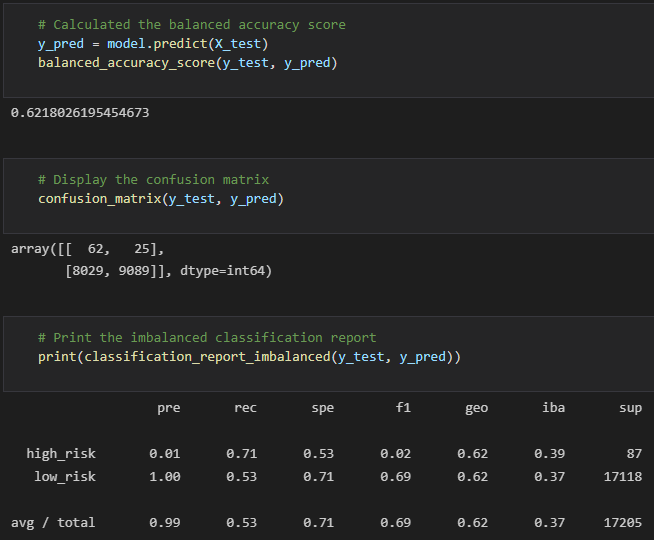 # Calculated the balanced accuracy score
y_pred = model.predict(X_test)
balanced_accuracy_score(y_test, y_pred)
0.6218026195454673
# Display the confusion matrix
confusion_matrix(y_test, y_pred)
array([[  62,   25],
       [8029, 9089]], dtype=int64)
# Print the imbalanced classification report
print(classification_report_imbalanced(y_test, y_pred))
pre rec spe f1 geo iba sup
high_risk 0.01 0.71 0.53 0.02 0.62 0.39 87
low_risk 1.00 0.53 0.71 0.69 0.62 0.37 17118
avg / total 0.99 0.53 0.71 0.69 0.62 0.37 17205